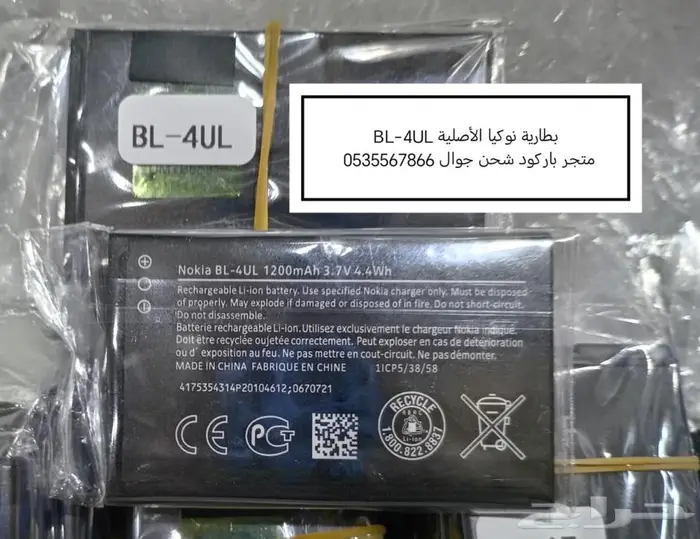 BL-4UL
بطارية نوكيا الأصلية BL-4UL
متجر باركود شحن جوال 0535567866
Nokia BL-4UL 1200mAh 3.7V 4.4Wh
Rechargeable Li-ion battery. Use specified Nokia charger only. Must be disposed
of properly. May explode if damaged or disposed of in fire. Do not short-circuit.
Do not disassemble.
Batterie rechargeable Li-ion.Utilisez exclusivement le chargeur Nokia indiqué.
Doit être recyclée oujetée correctement. Peut exploser en cas de détérioration
ou d' exposition au feu. Ne pas mettre en court-circuit. Ne pas démonter.
MADE IN CHINA FABRIQUE EN CHINE 1ICP5/38/58
4175354314P20104612;0670721
CE
RECYCLE
Li-ion
1.800.822.8837
حراج